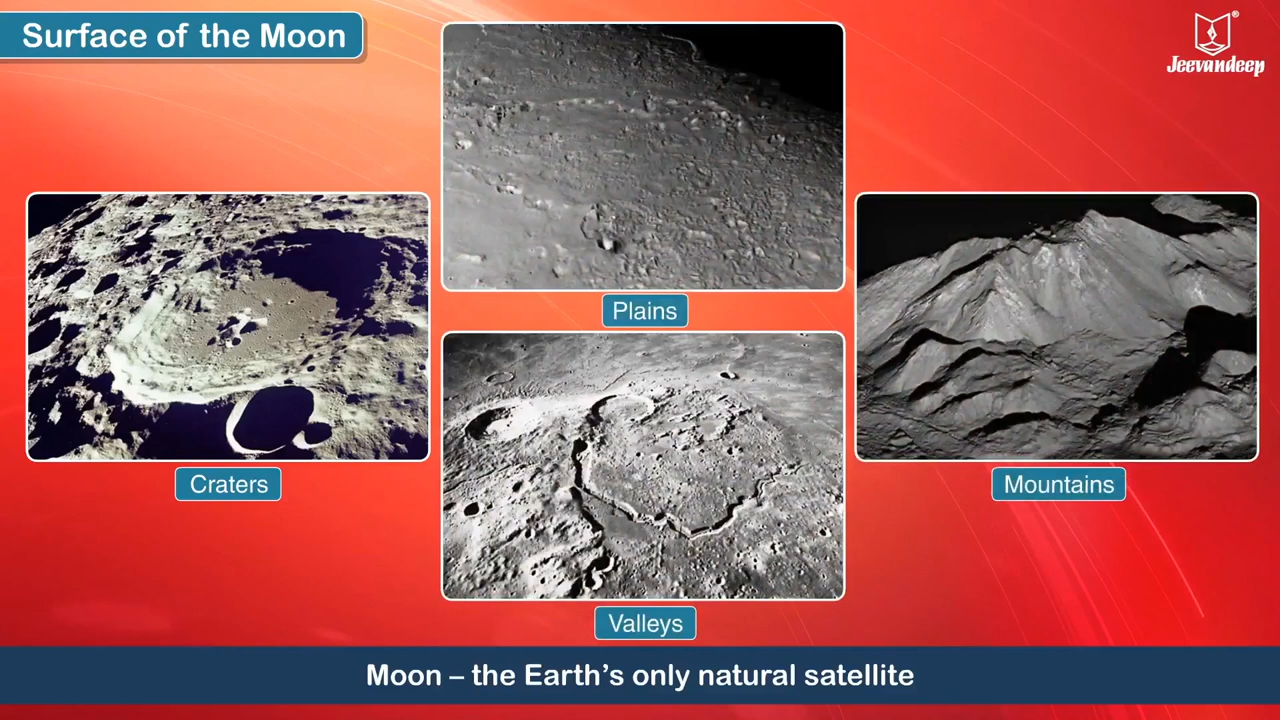 Surface of the Moon
Jeevandeep
®
Plains
Craters
Mountains
Valleys
Moon – the Earth's only natural satellite